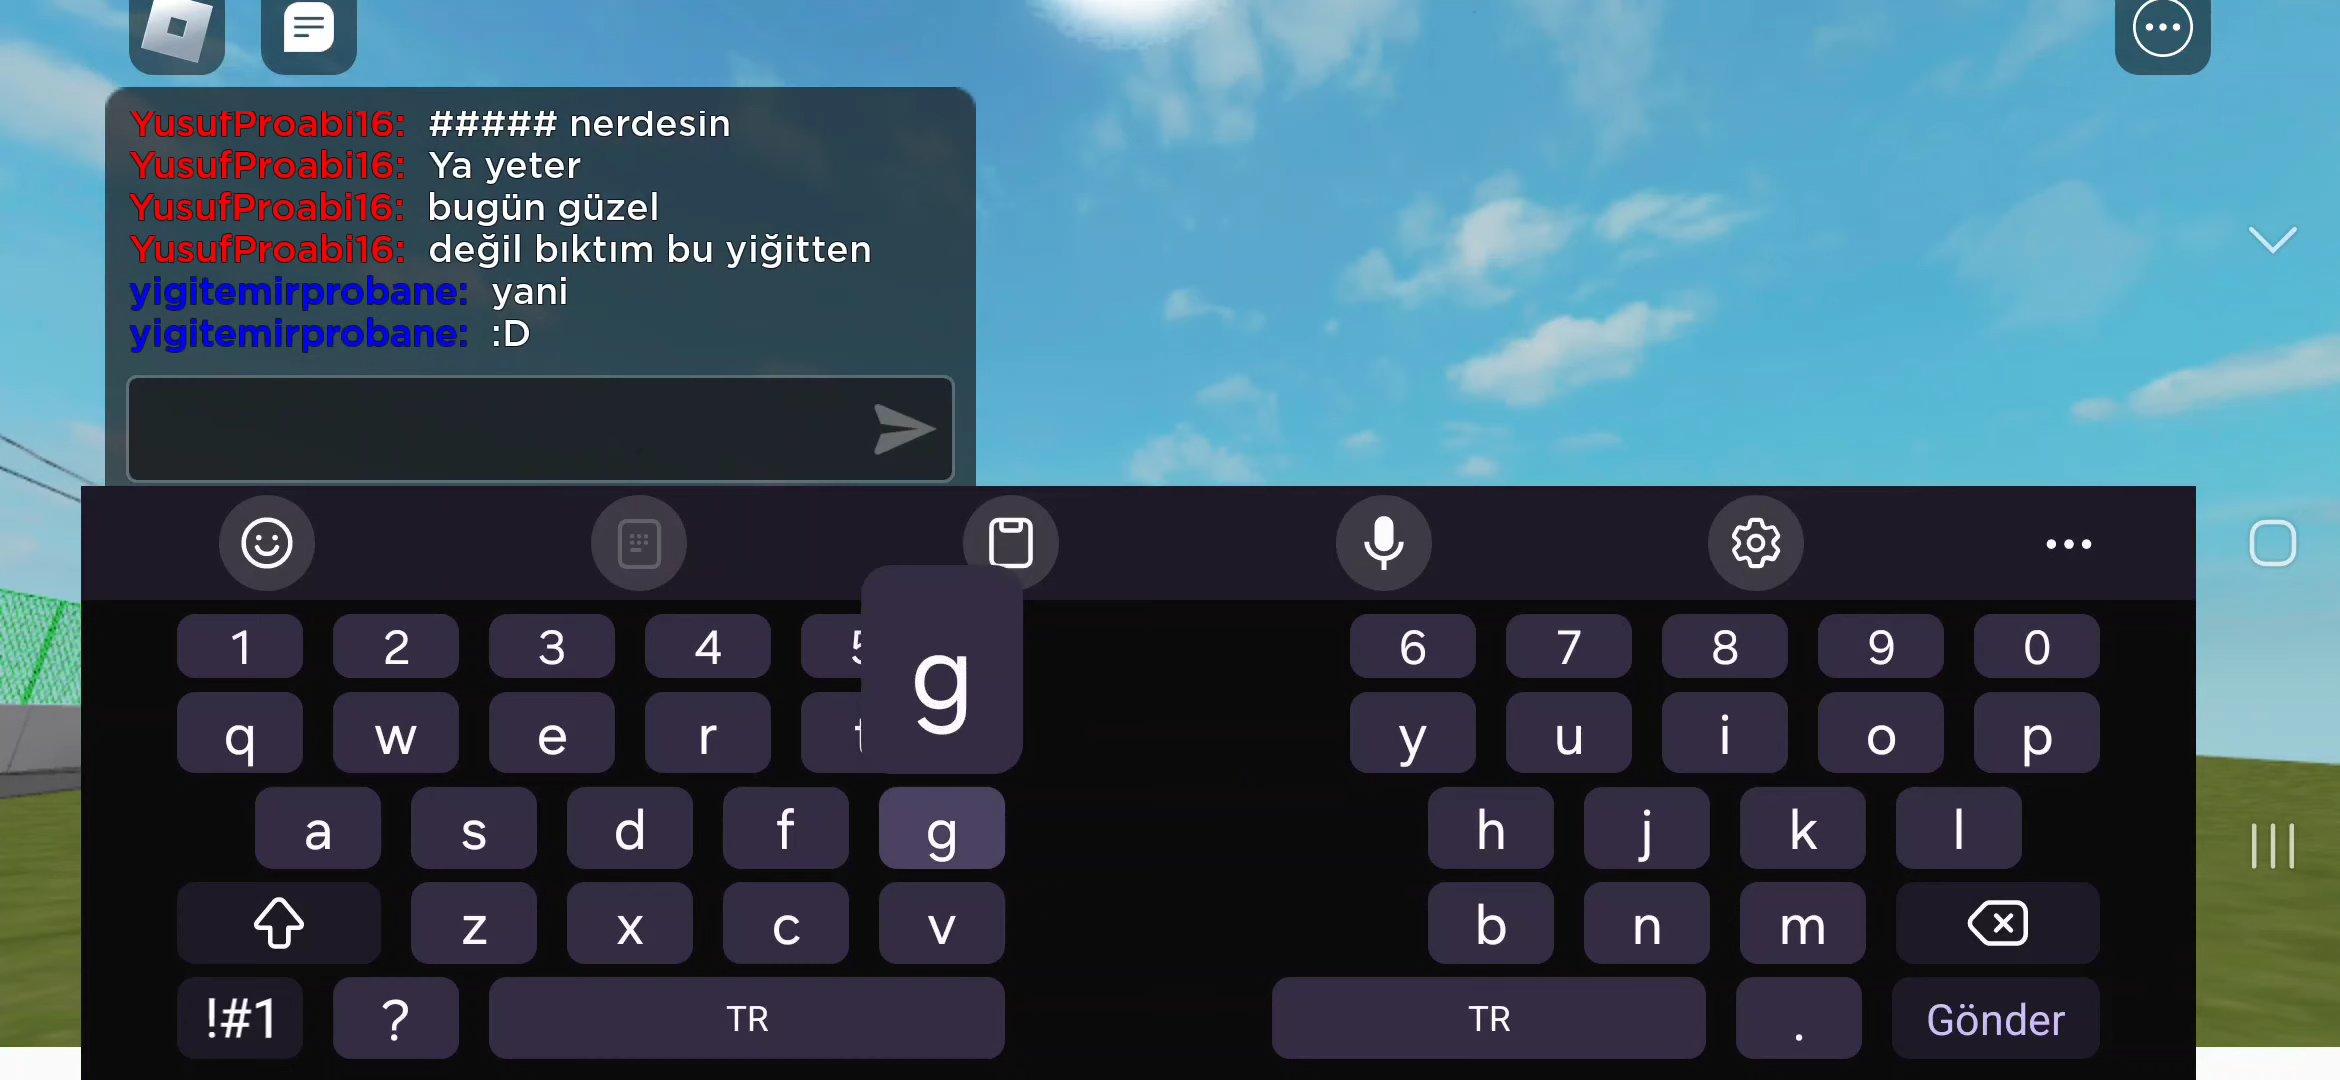 YusufProabi16: ##### nerdesin
YusufProabi16: Ya yeter
YusufProabi16: bugün güzel
YusufProabi16: değil bıktım bu yiğitten
yigitemirprobane: yani
yigitemirprobane: :D
1 2 3 4 5 6 7 8 9 0
q w e r t g y u i o p
a s d f g h j k l
z x c v b n m
!#1 ? TR TR . Gönder